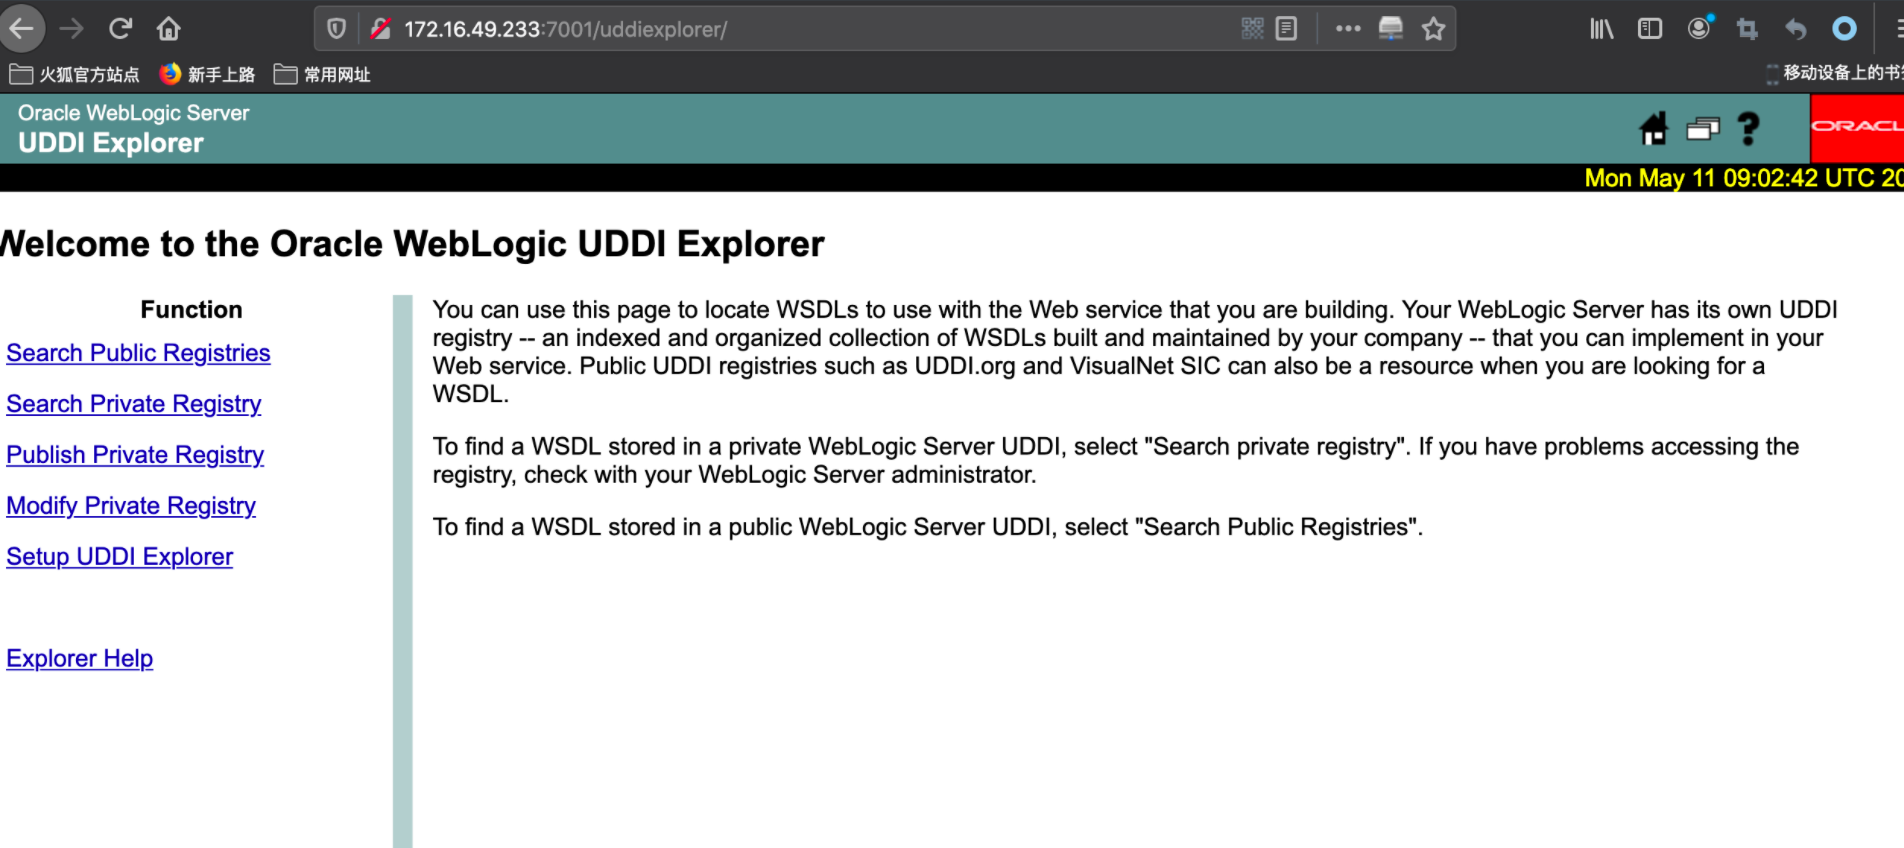 172.16.49.233:7001/uddiexplorer/
火狐官方站点 新手上路 常用网址 移动设备上的书
Oracle WebLogic Server
UDDI Explorer
ORACL
Mon May 11 09:02:42 UTC 20
Welcome to the Oracle WebLogic UDDI Explorer
Function
Search Public Registries
Search Private Registry
Publish Private Registry
Modify Private Registry
Setup UDDI Explorer
Explorer Help
You can use this page to locate WSDLs to use with the Web service that you are building. Your WebLogic Server has its own UDDI
registry -- an indexed and organized collection of WSDLs built and maintained by your company -- that you can implement in your
Web service. Public UDDI registries such as UDDI.org and VisualNet SIC can also be a resource when you are looking for a
WSDL.
To find a WSDL stored in a private WebLogic Server UDDI, select "Search private registry". If you have problems accessing the
registry, check with your WebLogic Server administrator.
To find a WSDL stored in a public WebLogic Server UDDI, select "Search Public Registries".